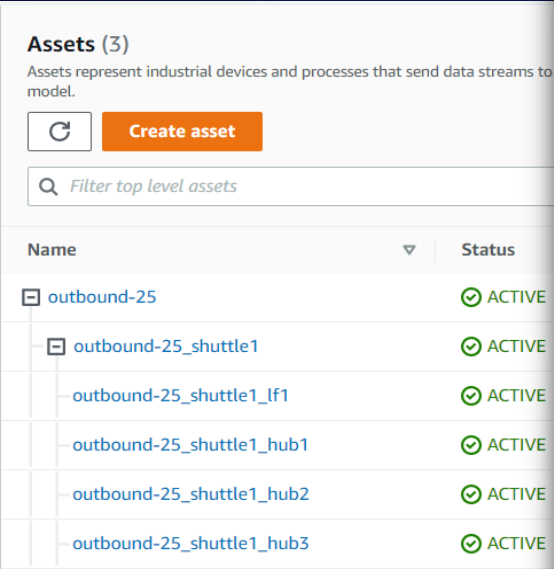 Assets (3)
Assets represent industrial devices and processes that send data streams to
model.
Create asset
Filter top level assets
Name Status
outbound-25 ACTIVE
outbound-25_shuttle1 ACTIVE
outbound-25_shuttle1_lf1 ACTIVE
outbound-25_shuttle1_hub1 ACTIVE
outbound-25_shuttle1_hub2 ACTIVE
outbound-25_shuttle1_hub3 ACTIVE